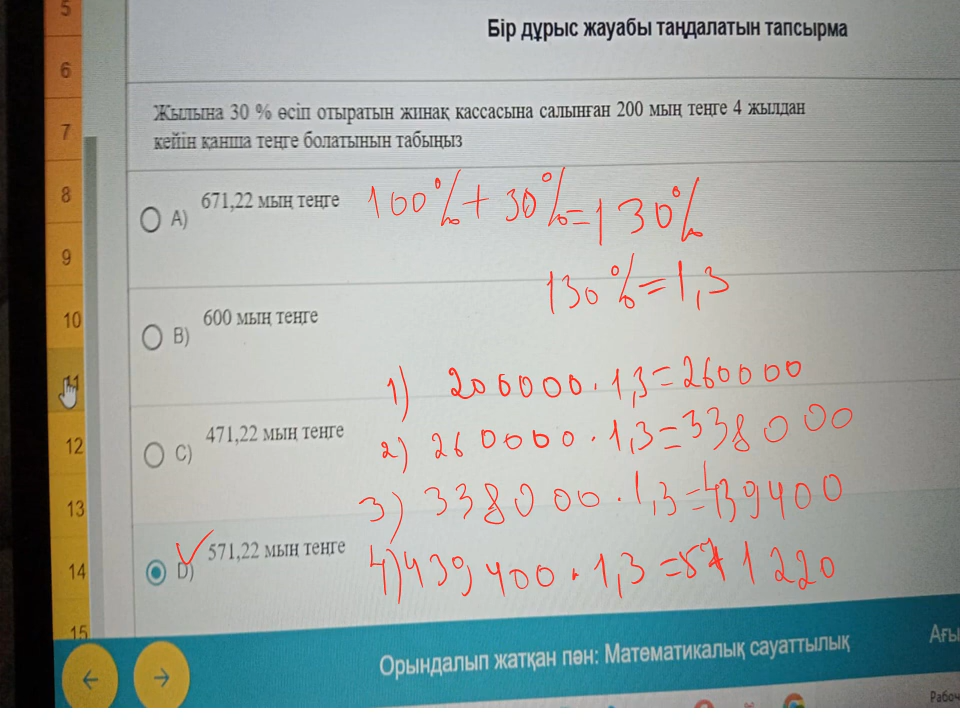 5
Бір дұрыс жауабы таңдалатын тапсырма
6
7
Жылына 30 % өсіп отыратын жинақ кассасына салынған 200 мың теңге 4 жылдан
кейін қанша теңге болатынын табыңыз
8
A) 671,22 мың теңге
100% + 30% = 130%
9
130% = 1,3
10
B) 600 мың теңге
11
1) 200000 · 1,3 = 260000
12
C) 471,22 мың теңге
2) 260000 · 1,3 = 338000
13
3) 338000 · 1,3 = 439400
14
D) 571,22 мың теңге
4) 439400 · 1,3 = 571220
15
Орындалып жатқан пән: Математикалық сауаттылық